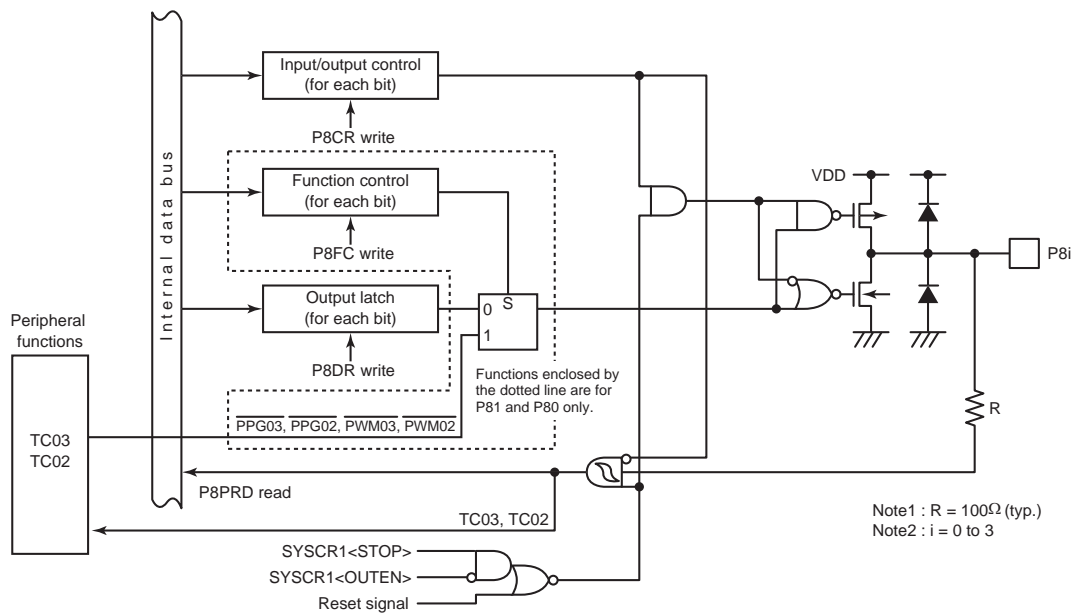 Input/output control
(for each bit)
P8CR write
VDD
Function control
(for each bit)
P8FC write
P8i
Internal data bus
Output latch
(for each bit)
P8DR write
0
S
1
Peripheral
functions
TC03
TC02
Functions enclosed by
the dotted line are for
P81 and P80 only.
PPG03, PPG02, PWM03, PWM02
R
P8PRD read
TC03, TC02
Note1 : R = 100Ω (typ.)
Note2 : i = 0 to 3
SYSCR1<STOP>
SYSCR1<OUTEN>
Reset signal